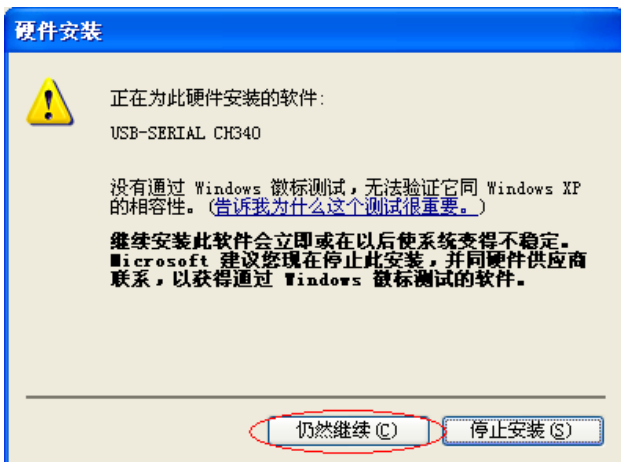 硬件安装
正在为此硬件安装的软件:
USB-SERIAL CH340
没有通过 Windows 徽标测试，无法验证它同 Windows XP
的相容性。(告诉我为什么这个测试很重要。)
继续安装此软件会立即或在以后使系统变得不稳定。
Microsoft 建议您现在停止此安装，并同硬件供应商
联系，以获得通过 Windows 徽标测试的软件。
仍然继续(C)
停止安装(S)